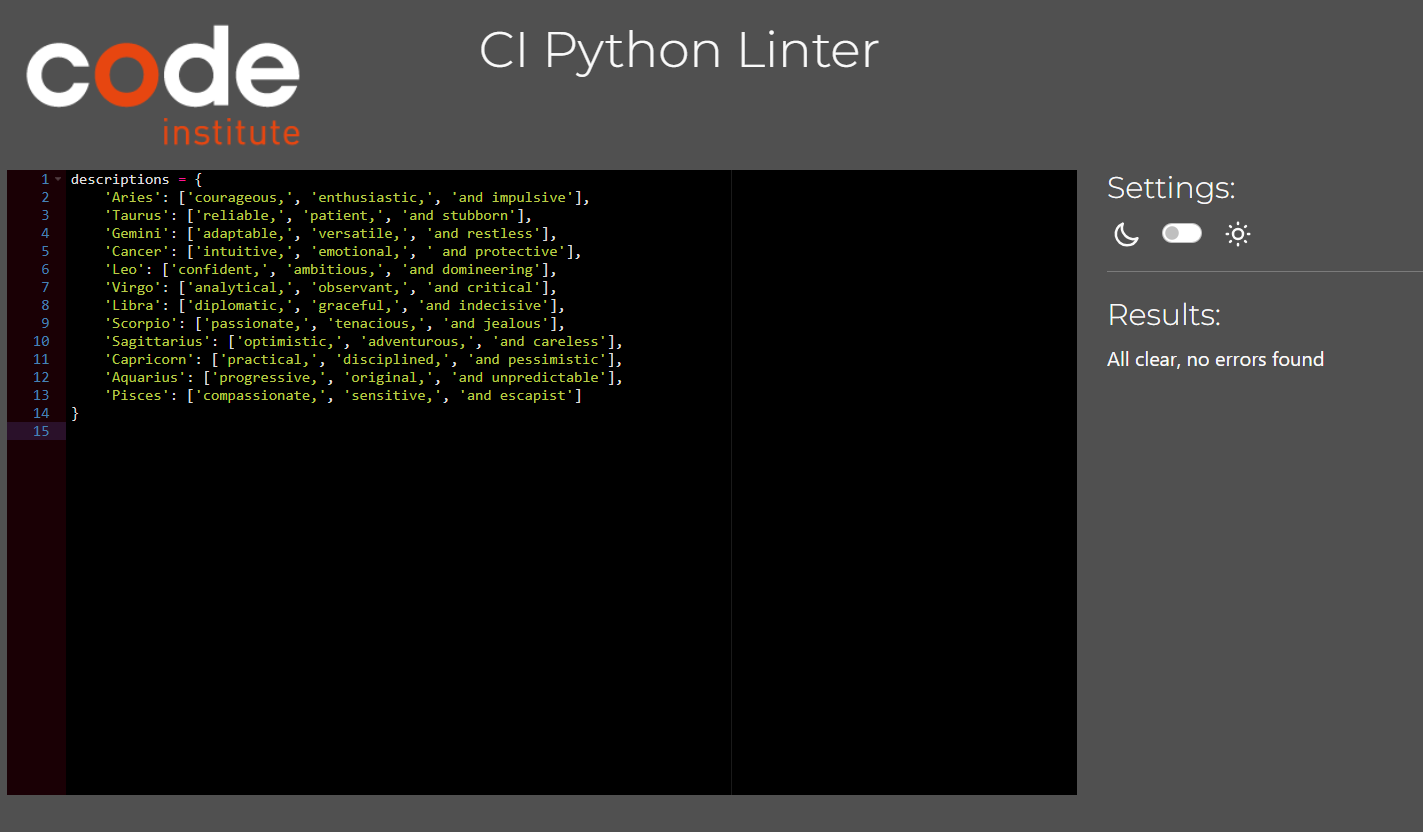 code
institute
CI Python Linter
1 descriptions = {
2     'Aries': ['courageous,', 'enthusiastic,', 'and impulsive'],
3     'Taurus': ['reliable,', 'patient,', 'and stubborn'],
4     'Gemini': ['adaptable,', 'versatile,', 'and restless'],
5     'Cancer': ['intuitive,', 'emotional,', ' and protective'],
6     'Leo': ['confident,', 'ambitious,', 'and domineering'],
7     'Virgo': ['analytical,', 'observant,', 'and critical'],
8     'Libra': ['diplomatic,', 'graceful,', 'and indecisive'],
9     'Scorpio': ['passionate,', 'tenacious,', 'and jealous'],
10     'Sagittarius': ['optimistic,', 'adventurous,', 'and careless'],
11     'Capricorn': ['practical,', 'disciplined,', 'and pessimistic'],
12     'Aquarius': ['progressive,', 'original,', 'and unpredictable'],
13     'Pisces': ['compassionate,', 'sensitive,', 'and escapist']
14 }
15
Settings:
Results:
All clear, no errors found